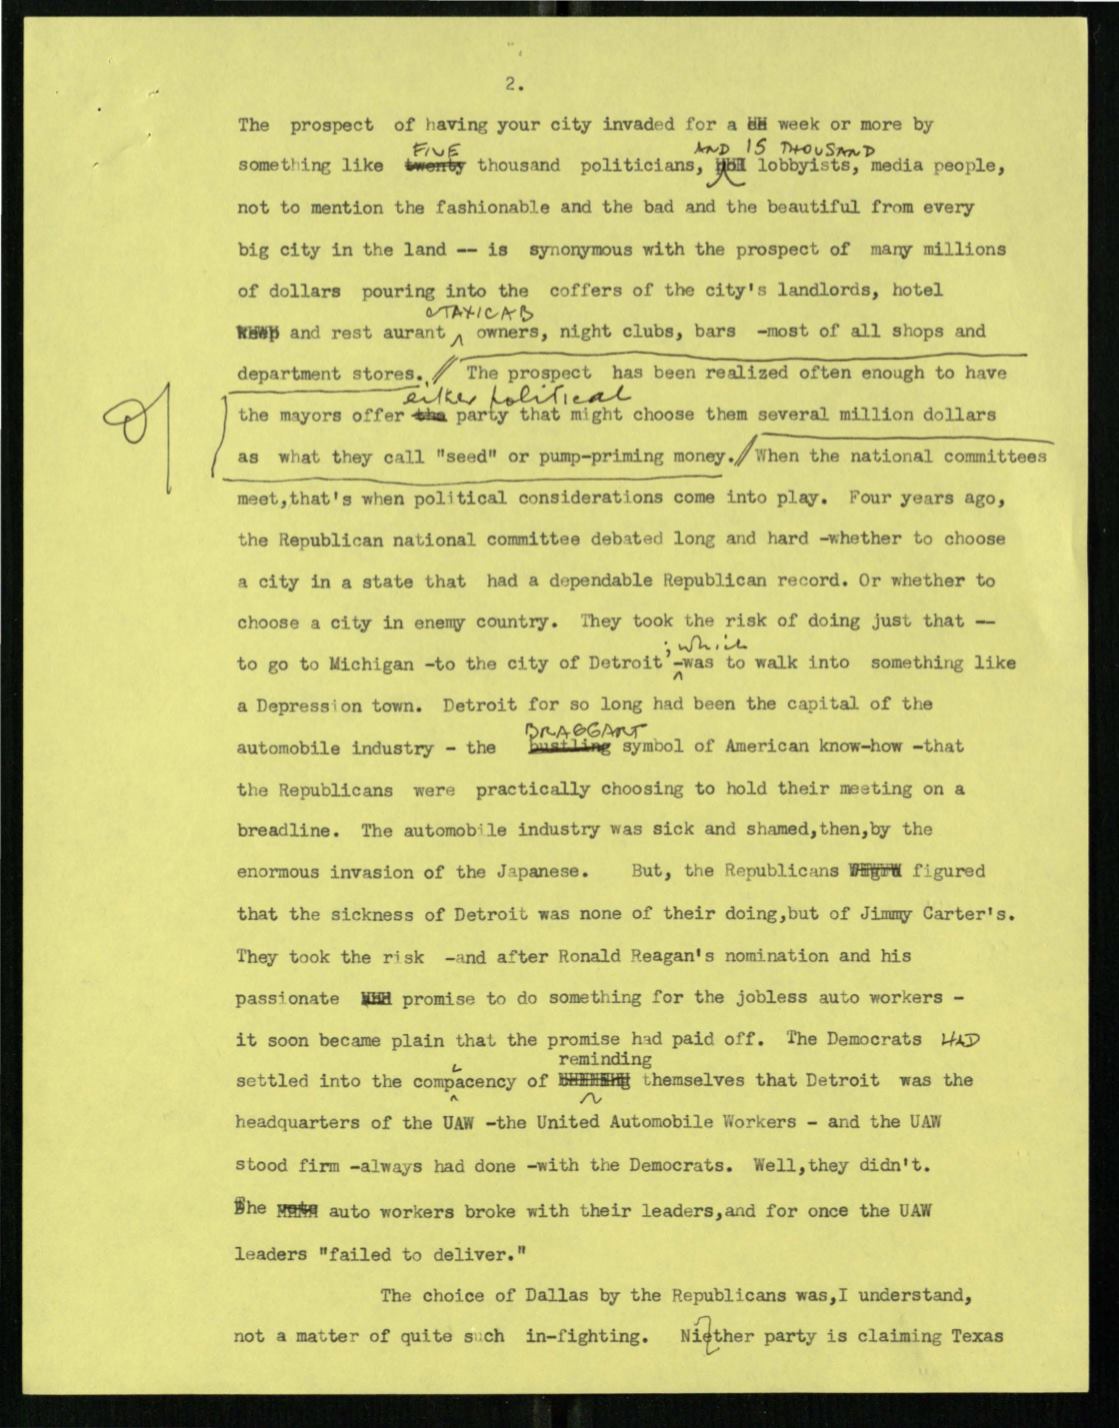 2.
The prospect of having your city invaded for a week or more by
FIVE AND 15 THOUSAND
something like twenty thousand politicians, lobbyists, media people,
not to mention the fashionable and the bad and the beautiful from every
big city in the land -- is synonymous with the prospect of many millions
of dollars pouring into the coffers of the city's landlords, hotel
TAXICAB
and rest aurant owners, night clubs, bars -most of all shops and
department stores. // The prospect has been realized often enough to have
either political
the mayors offer the party that might choose them several million dollars
as what they call "seed" or pump-priming money. // When the national committees
meet,that's when political considerations come into play. Four years ago,
the Republican national committee debated long and hard -whether to choose
a city in a state that had a dependable Republican record. Or whether to
choose a city in enemy country. They took the risk of doing just that --
; which
to go to Michigan -to the city of Detroit -was to walk into something like
a Depression town. Detroit for so long had been the capital of the
BRAGGART
automobile industry - the bustling symbol of American know-how -that
the Republicans were practically choosing to hold their meeting on a
breadline. The automobile industry was sick and shamed,then,by the
enormous invasion of the Japanese. But, the Republicans figured
that the sickness of Detroit was none of their doing,but of Jimmy Carter's.
They took the risk -and after Ronald Reagan's nomination and his
passionate promise to do something for the jobless auto workers -
it soon became plain that the promise had paid off. The Democrats HAD
L reminding
settled into the compacency of themselves that Detroit was the
headquarters of the UAW -the United Automobile Workers - and the UAW
stood firm -always had done -with the Democrats. Well,they didn't.
The auto workers broke with their leaders,and for once the UAW
leaders "failed to deliver."
The choice of Dallas by the Republicans was,I understand,
not a matter of quite such in-fighting. Niether party is claiming Texas